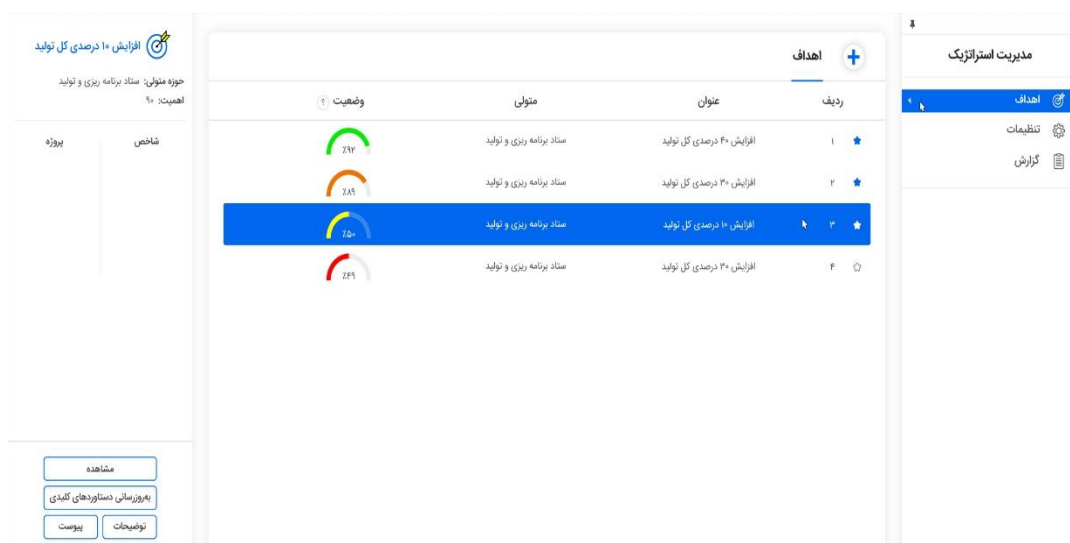 مدیریت استراتژیک
اهداف
تنظیمات
گزارش
اهداف
ردیف عنوان متولی وضعیت ؟
۱ افزایش ۴۰ درصدی کل تولید ستاد برنامه ریزی و تولید ٪۹۲
۲ افزایش ۳۰ درصدی کل تولید ستاد برنامه ریزی و تولید ٪۸۹
۳ افزایش ۱۰ درصدی کل تولید ستاد برنامه ریزی و تولید ٪۵۰
۴ افزایش ۳۰ درصدی کل تولید ستاد برنامه ریزی و تولید ٪۴۹
افزایش ۱۰ درصدی کل تولید
حوزه متولی: ستاد برنامه ریزی و تولید
اهمیت: ۹۰
شاخص پروژه
مشاهده
به‌روزرسانی دستاوردهای کلیدی
توضیحات پیوست